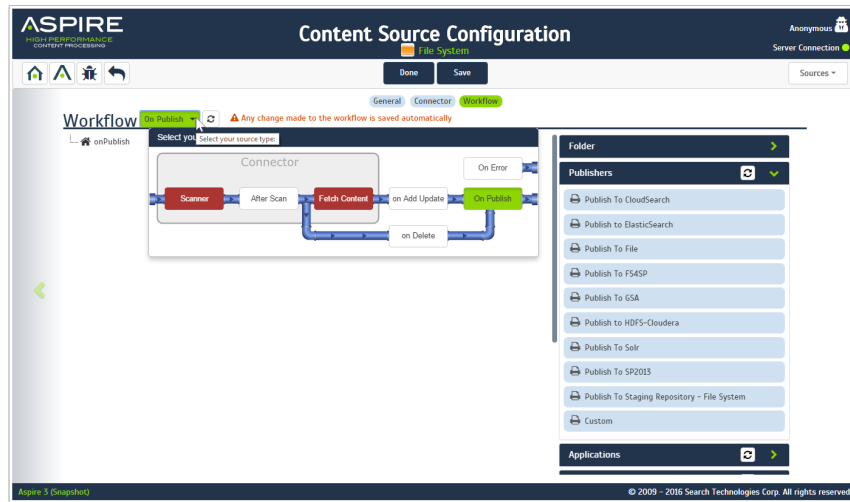 ASPIRE
HIGH PERFORMANCE
CONTENT PROCESSING
Content Source Configuration
File System
Anonymous
Server Connection
Done
Save
Sources
General
Connector
Workflow
Workflow
On Publish
Any change made to the workflow is saved automatically
onPublish
Select you
Select your source type:
Connector
Scanner
After Scan
Fetch Content
on Add Update
On Publish
On Error
on Delete
Folder
Publishers
Publish To CloudSearch
Publish to ElasticSearch
Publish To File
Publish To FS4SP
Publish To GSA
Publish to HDFS-Cloudera
Publish To Solr
Publish To SP2013
Publish To Staging Repository - File System
Custom
Applications
Aspire 3 (Snapshot)
© 2009 - 2016 Search Technologies Corp. All rights reserved